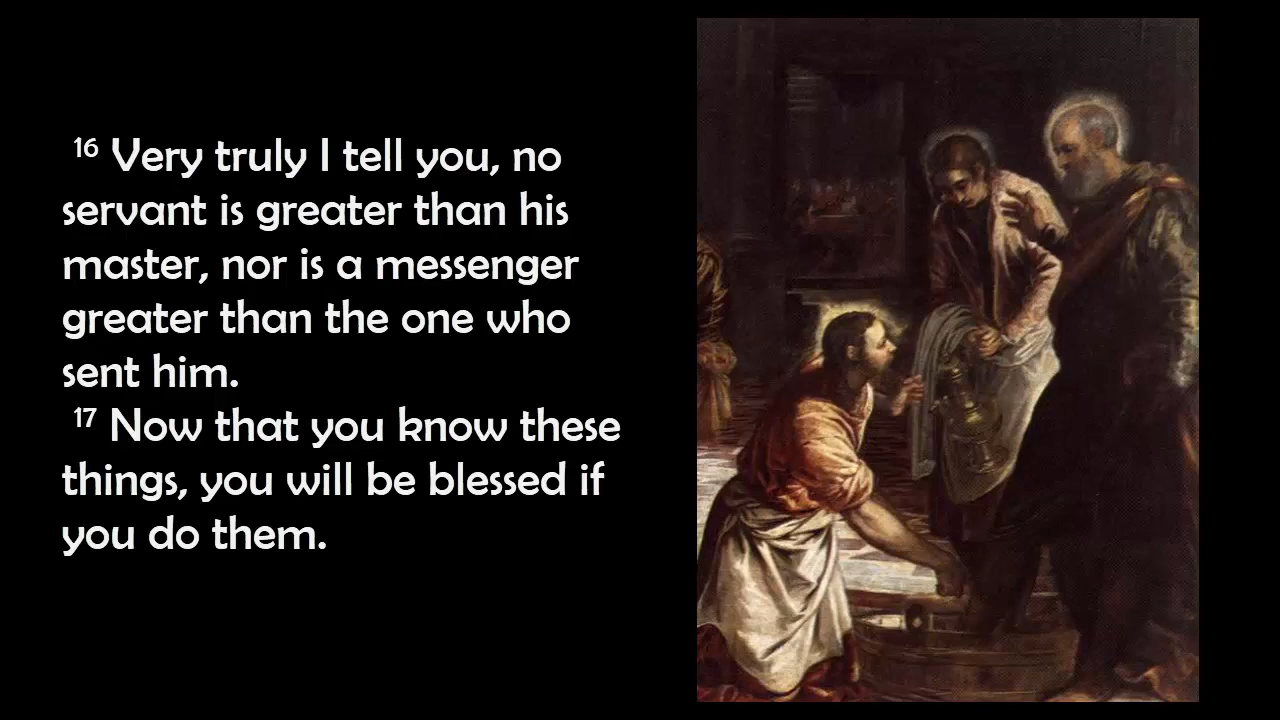 16 Very truly I tell you, no
servant is greater than his
master, nor is a messenger
greater than the one who
sent him.
17 Now that you know these
things, you will be blessed if
you do them.